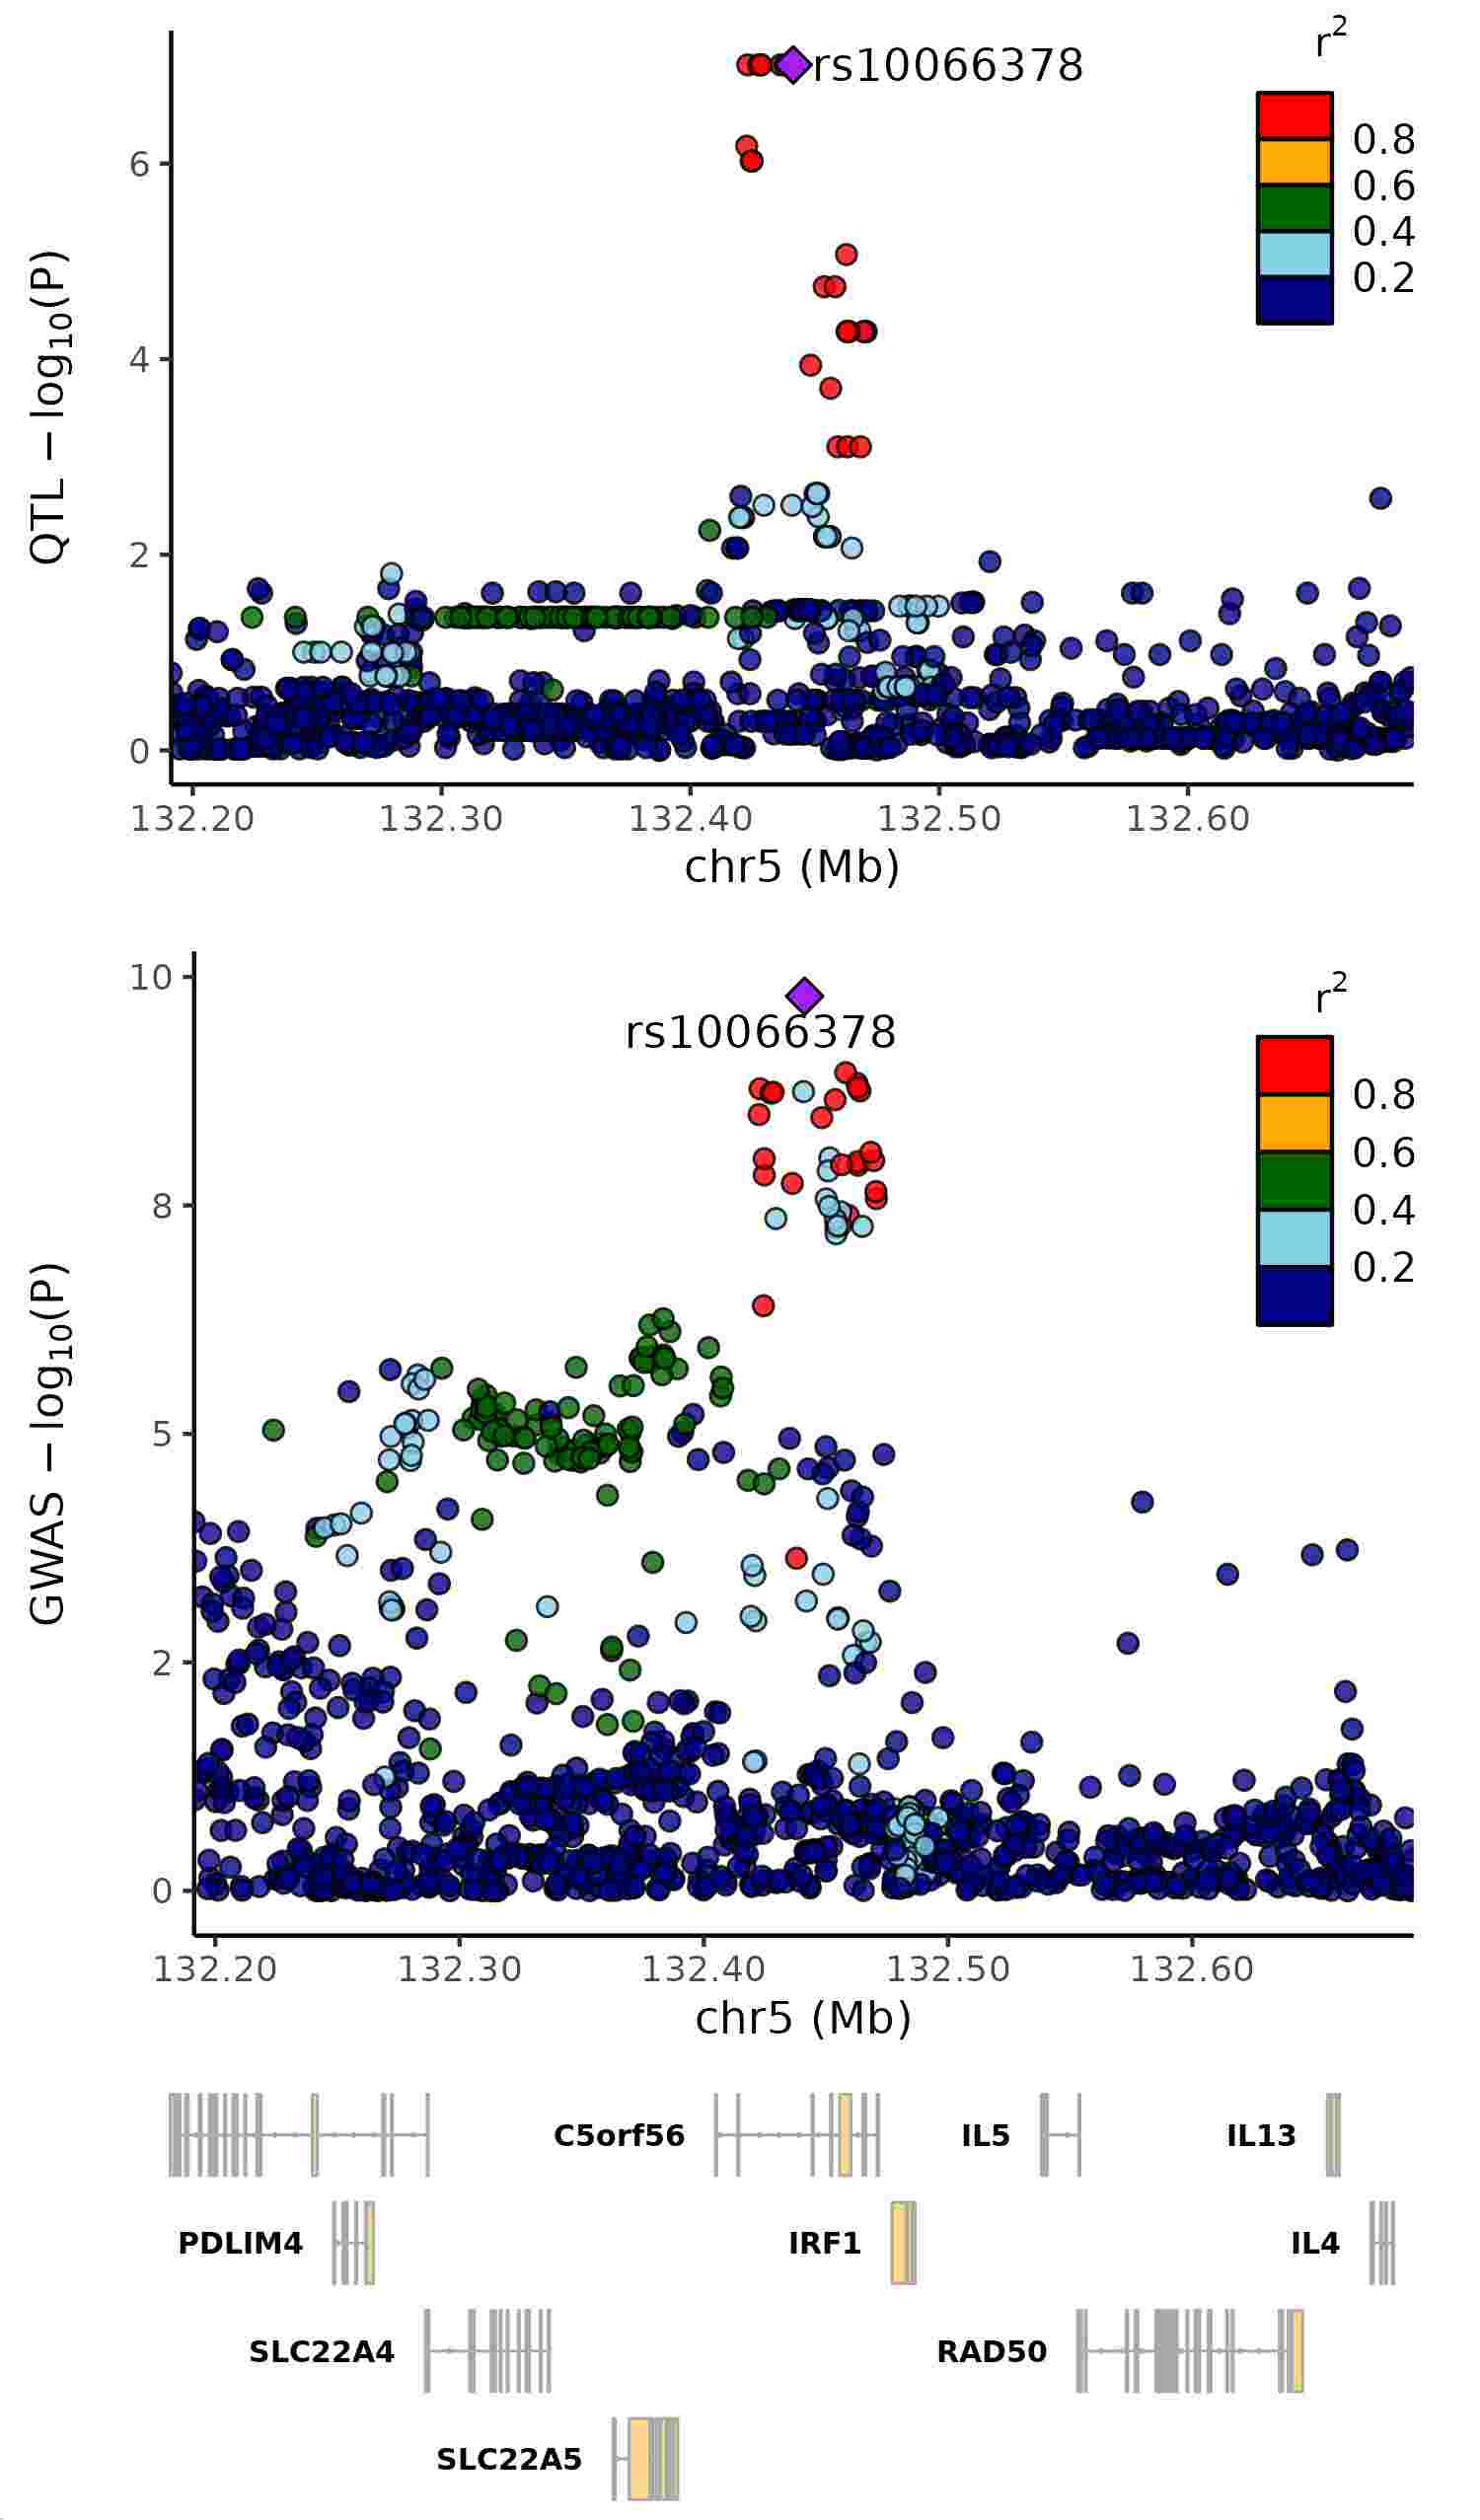 r²
rs10066378
0.8
0.6
0.4
0.2
6
4
2
0
QTL −log₁₀(P)
132.20 132.30 132.40 132.50 132.60
chr5 (Mb)
r²
rs10066378
0.8
0.6
0.4
0.2
10
8
5
2
0
GWAS −log₁₀(P)
132.20 132.30 132.40 132.50 132.60
chr5 (Mb)
C5orf56 IL5 IL13
PDLIM4 IRF1 IL4
SLC22A4 RAD50
SLC22A5